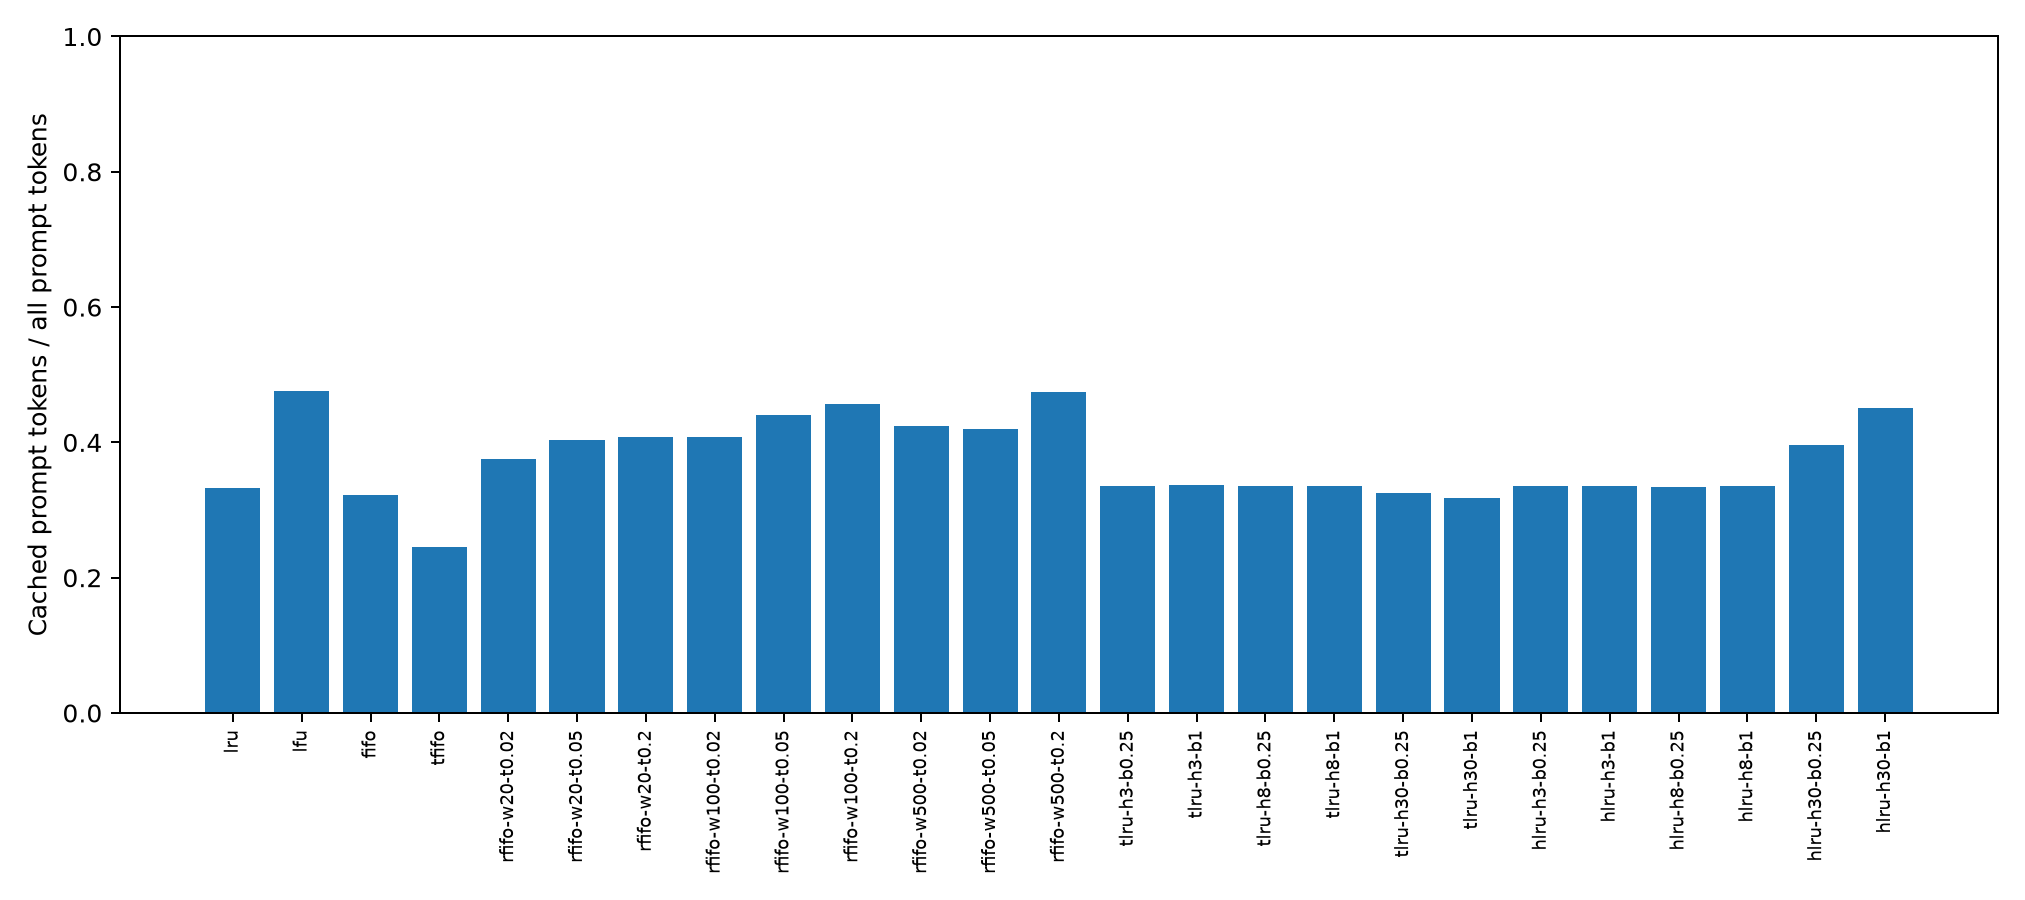 Cached prompt tokens / all prompt tokens
1.0
0.8
0.6
0.4
0.2
0.0
lru
lfu
fifo
tfifo
rfifo-w20-t0.02
rfifo-w20-t0.05
rfifo-w20-t0.2
rfifo-w100-t0.02
rfifo-w100-t0.05
rfifo-w100-t0.2
rfifo-w500-t0.02
rfifo-w500-t0.05
rfifo-w500-t0.2
tlru-h3-b0.25
tlru-h3-b1
tlru-h8-b0.25
tlru-h8-b1
tlru-h30-b0.25
tlru-h30-b1
hlru-h3-b0.25
hlru-h3-b1
hlru-h8-b0.25
hlru-h8-b1
hlru-h30-b0.25
hlru-h30-b1